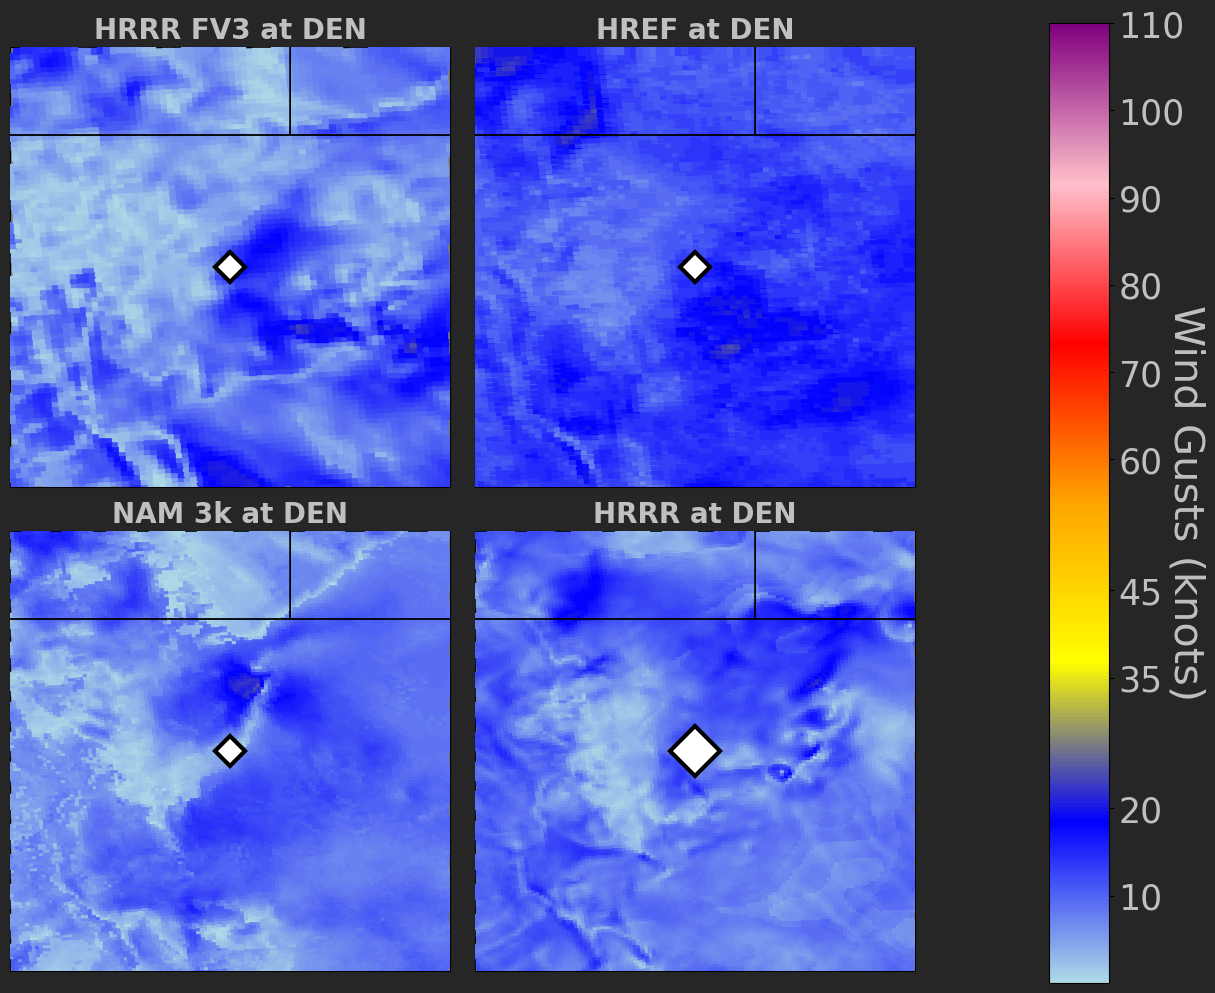 HRRR FV3 at DEN
HREF at DEN
NAM 3k at DEN
HRRR at DEN
110
100
90
80
70
60
45
35
20
10
Wind Gusts (knots)